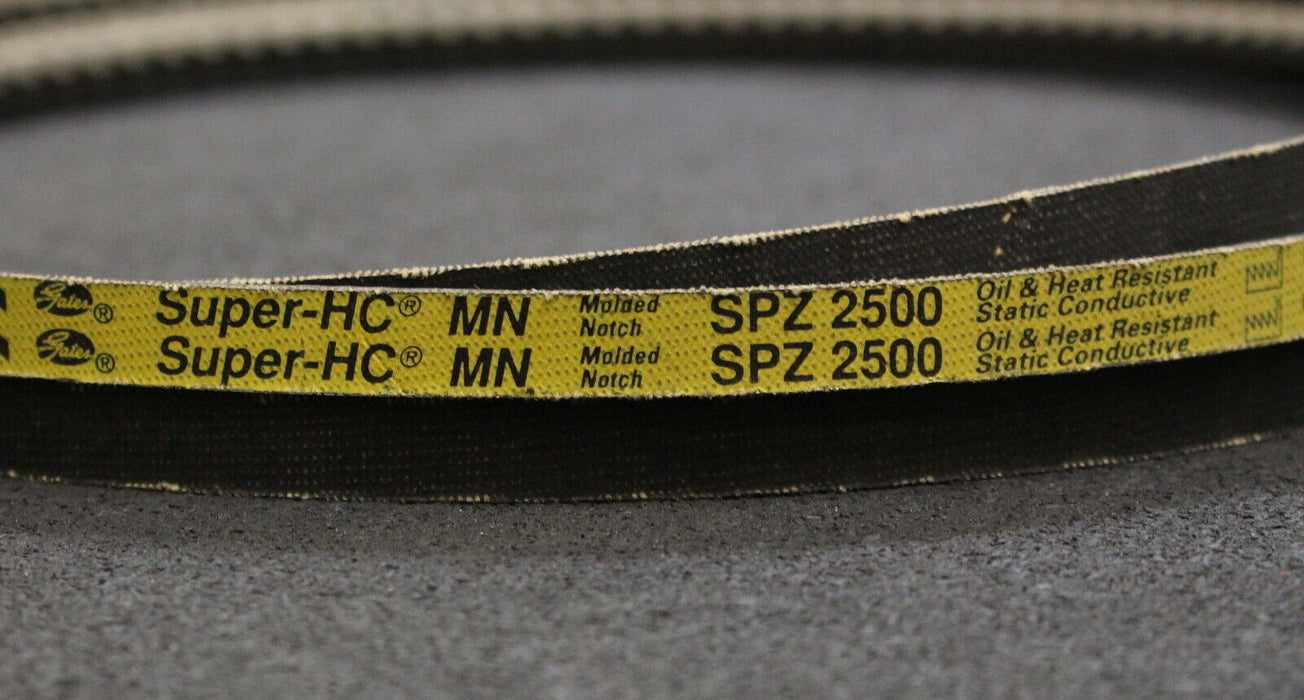 Gates® Super-HC® MN Molded Notch SPZ 2500 Oil & Heat Resistant Static Conductive
Gates® Super-HC® MN Molded Notch SPZ 2500 Oil & Heat Resistant Static Conductive